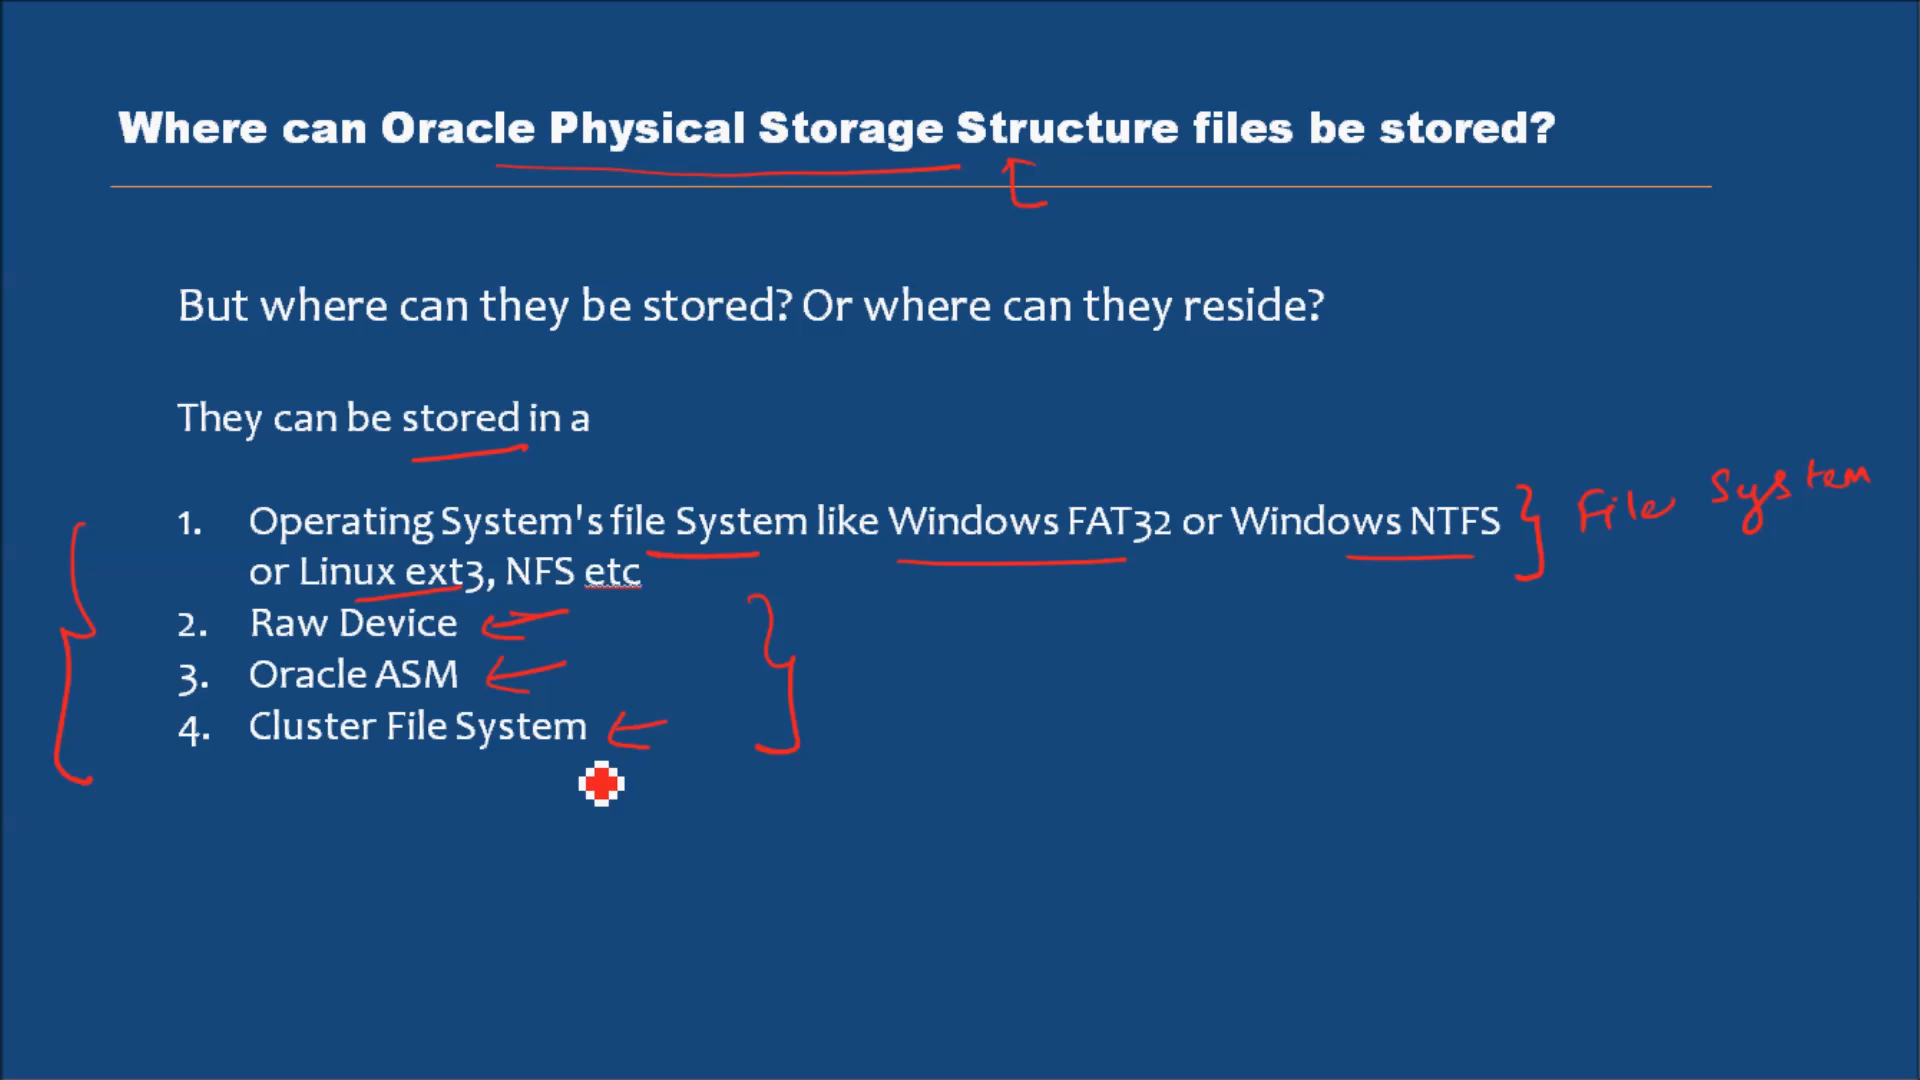 Where can Oracle Physical Storage Structure files be stored?
But where can they be stored? Or where can they reside?
They can be stored in a
1. Operating System's file System like Windows FAT32 or Windows NTFS
File System
or Linux ext3, NFS etc
2. Raw Device
3. Oracle ASM
4. Cluster File System